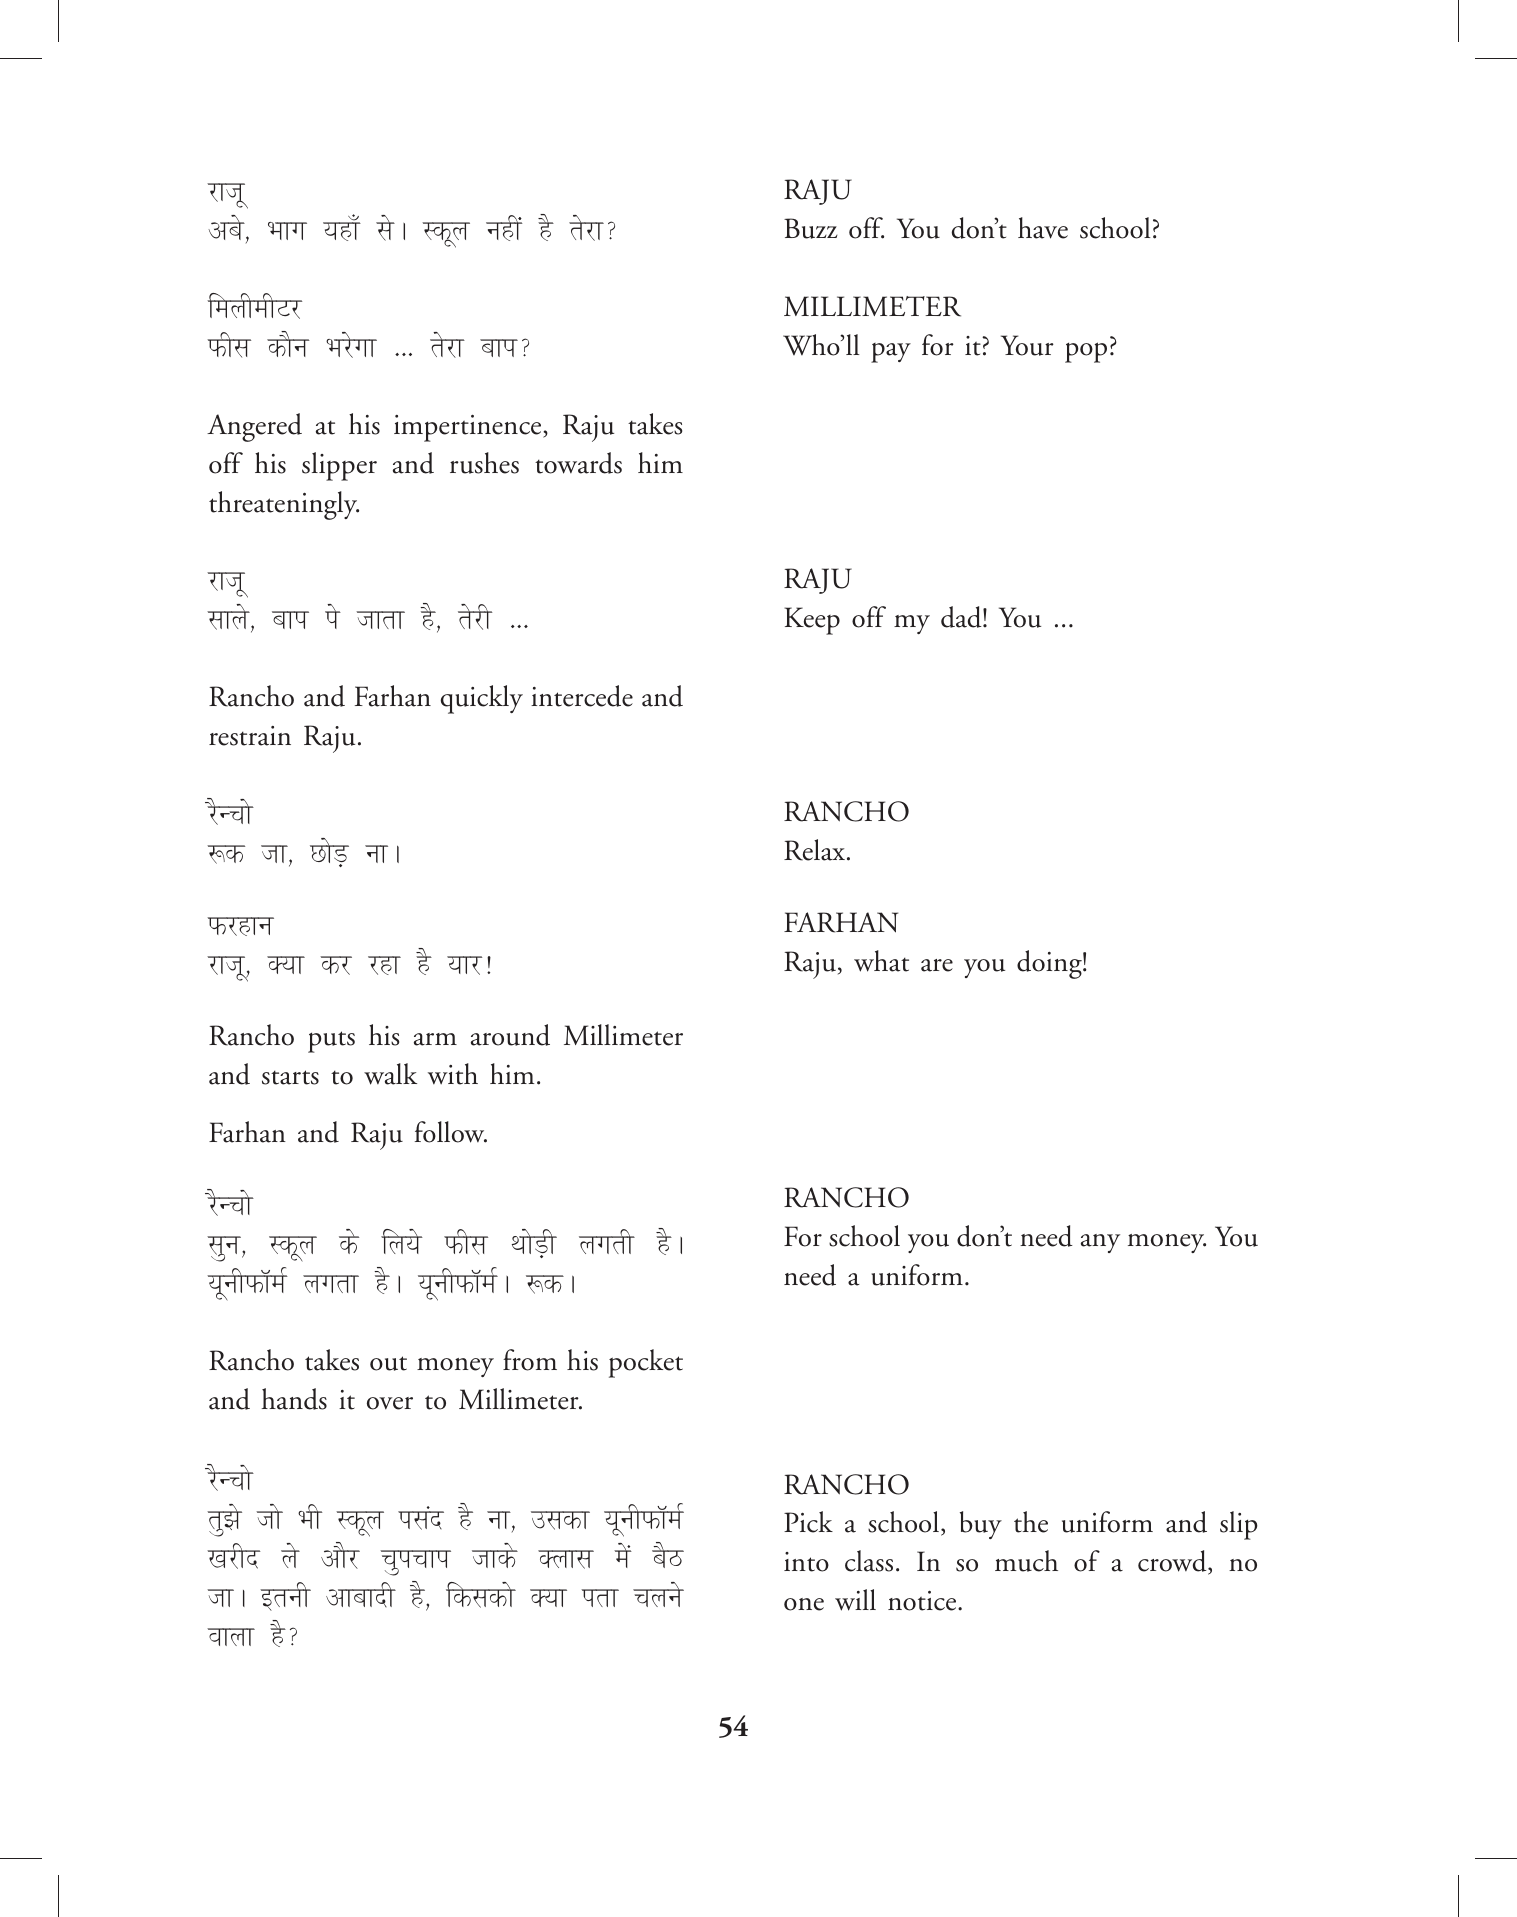 राजू
अबे, भाग यहाँ से। स्कूल नहीं है तेरा?
RAJU
Buzz off. You don’t have school?
मिलीमीटर
फीस कौन भरेगा ... तेरा बाप?
MILLIMETER
Who’ll pay for it? Your pop?
Angered at his impertinence, Raju takes
off his slipper and rushes towards him
threateningly.
राजू
साले, बाप पे जाता है, तेरी ...
RAJU
Keep off my dad! You ...
Rancho and Farhan quickly intercede and
restrain Raju.
रैन्चो
रूक जा, छोड़ ना।
RANCHO
Relax.
फरहान
राजू, क्या कर रहा है यार!
FARHAN
Raju, what are you doing!
Rancho puts his arm around Millimeter
and starts to walk with him.
Farhan and Raju follow.
रैन्चो
सुन, स्कूल के लिये फीस थोड़ी लगती है।
यूनीफॉर्म लगता है। यूनीफॉर्म। रूक।
RANCHO
For school you don’t need any money. You
need a uniform.
Rancho takes out money from his pocket
and hands it over to Millimeter.
रैन्चो
तुझे जो भी स्कूल पसंद है ना, उसका यूनीफॉर्म
खरीद ले और चुपचाप जाके क्लास में बैठ
जा। इतनी आबादी है, किसको क्या पता चलने
वाला है?
RANCHO
Pick a school, buy the uniform and slip
into class. In so much of a crowd, no
one will notice.
54